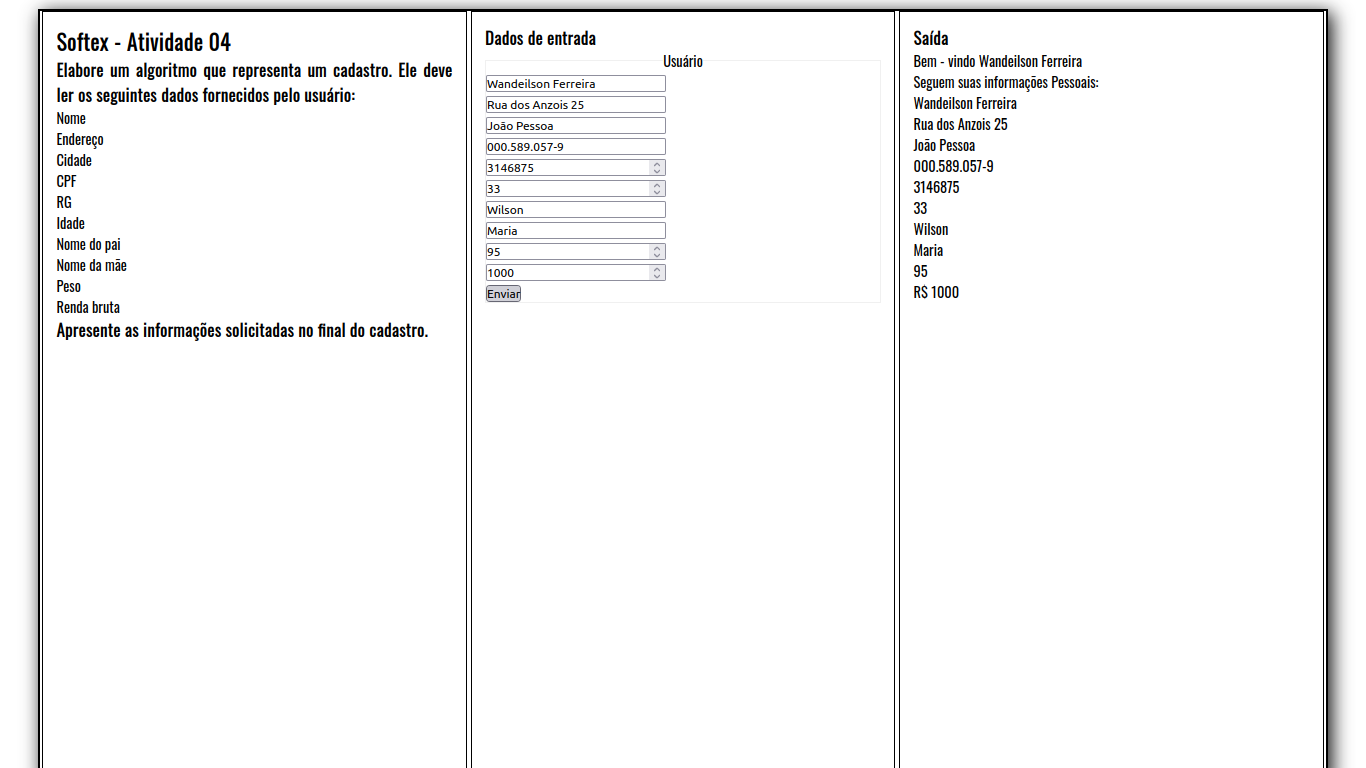 Softex - Atividade 04
Elabore um algoritmo que representa um cadastro. Ele deve
ler os seguintes dados fornecidos pelo usuário:
Nome
Endereço
Cidade
CPF
RG
Idade
Nome do pai
Nome da mãe
Peso
Renda bruta
Apresente as informações solicitadas no final do cadastro.
Dados de entrada
Usuário
Wandeilson Ferreira
Rua dos Anzois 25
João Pessoa
000.589.057-9
3146875
33
Wilson
Maria
95
1000
Enviar
Saída
Bem - vindo Wandeilson Ferreira
Seguem suas informações Pessoais:
Wandeilson Ferreira
Rua dos Anzois 25
João Pessoa
000.589.057-9
3146875
33
Wilson
Maria
95
R$ 1000